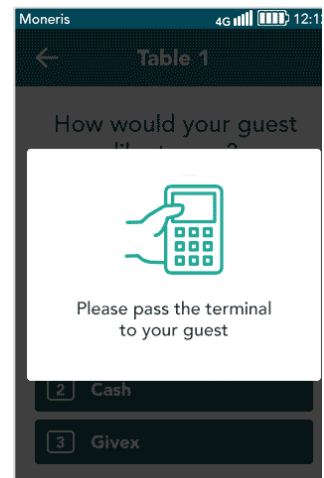 Moneris 4G 12:12
Table 1
How would your guest
Please pass the terminal
to your guest
2 Cash
3 Givex